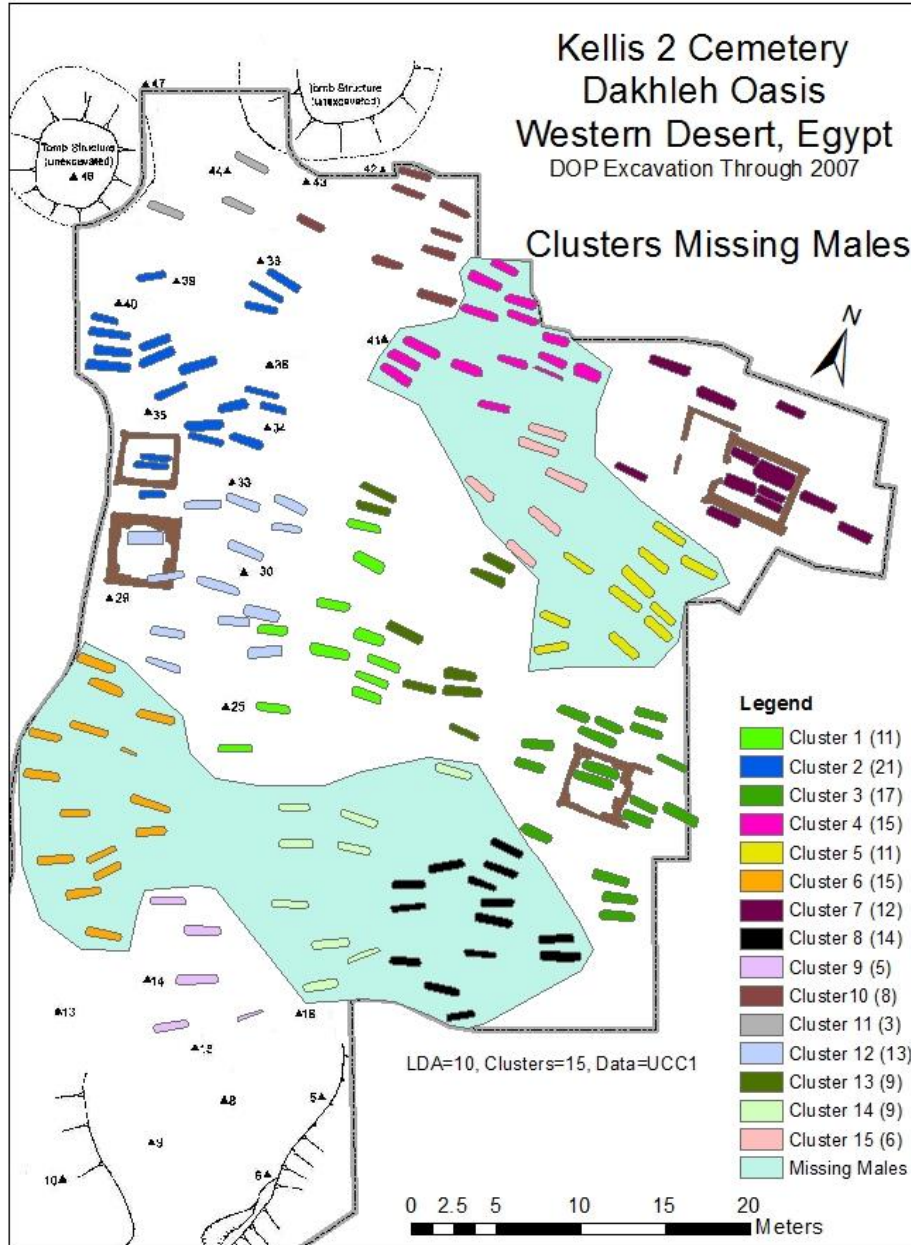 Kellis 2 Cemetery
Dakhleh Oasis
Western Desert, Egypt
DOP Excavation Through 2007
Clusters Missing Males
Tomb Structure
(unexcavated)
Tomb Structure
(unexcavated)
46
47
42
44
43
N
39
38
40
41
36
35
34
33
30
29
25
14
13
16
8
5
9
10
6
Legend
Cluster 1 (11)
Cluster 2 (21)
Cluster 3 (17)
Cluster 4 (15)
Cluster 5 (11)
Cluster 6 (15)
Cluster 7 (12)
Cluster 8 (14)
Cluster 9 (5)
Cluster10 (8)
Cluster 11 (3)
Cluster 12 (13)
Cluster 13 (9)
Cluster 14 (9)
Cluster 15 (6)
Missing Males
LDA=10, Clusters=15, Data=UCC1
0 2.5 5 10 15 20
Meters